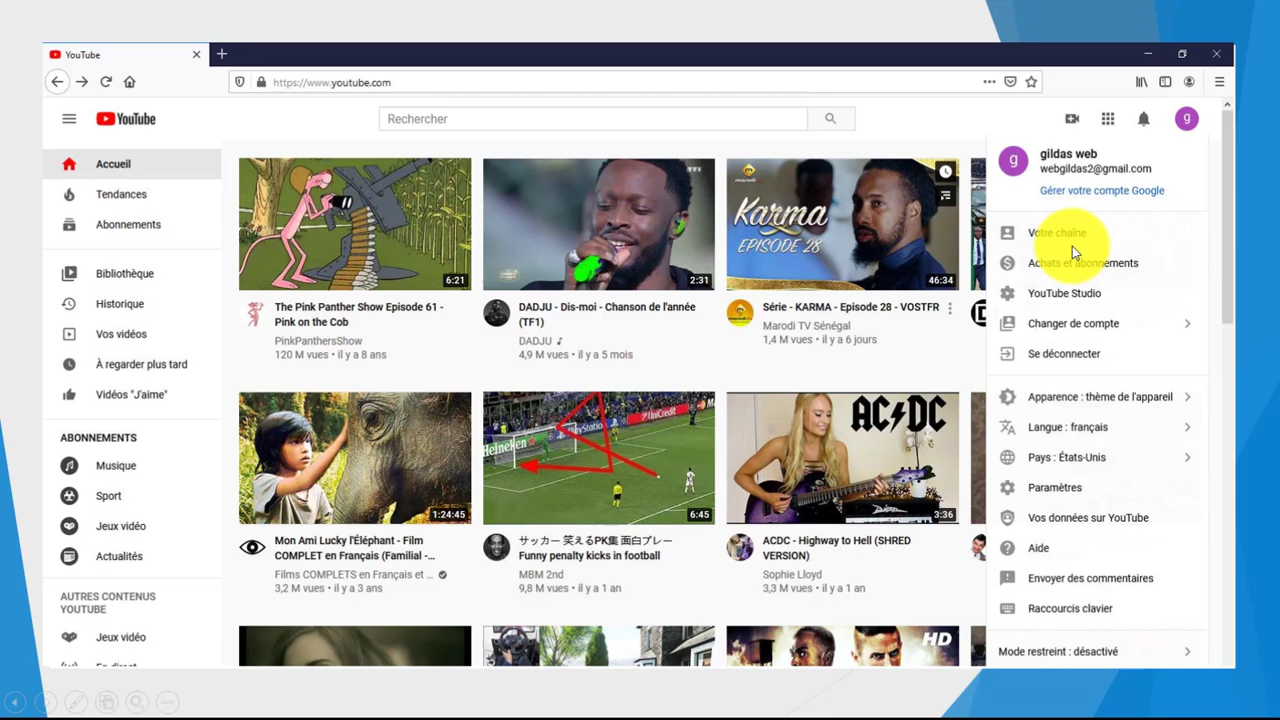 YouTube
https://www.youtube.com
YouTube
Rechercher
g
Accueil
Tendances
Abonnements
Bibliothèque
Historique
Vos vidéos
À regarder plus tard
Vidéos "J'aime"
ABONNEMENTS
Musique
Sport
Jeux vidéo
Actualités
AUTRES CONTENUS
YOUTUBE
Jeux vidéo
En direct
6:21
The Pink Panther Show Episode 61 -
Pink on the Cob
PinkPanthersShow
120 M vues • il y a 8 ans
TF1
2:31
DADJU - Dis-moi - Chanson de l'année
(TF1)
DADJU
4,9 M vues • il y a 5 mois
Karma
EPISODE 28
46:34
Série - KARMA - Episode 28 - VOSTFR
Marodi TV Sénégal
1,4 M vues • il y a 6 jours
1:24:45
Mon Ami Lucky l'Éléphant - Film
COMPLET en Français (Familial -...
Films COMPLETS en Français et ...
3,2 M vues • il y a 3 ans
Heineken
PlayStation
UniCredit
MasterCard
6:45
サッカー 笑えるPK集 面白プレー
Funny penalty kicks in football
MBM 2nd
9,8 M vues • il y a 1 an
AC DC
3:36
ACDC - Highway to Hell (SHRED
VERSION)
Sophie Lloyd
3,3 M vues • il y a 1 an
HD
g
gildas web
webgildas2@gmail.com
Gérer votre compte Google
Votre chaîne
Achats et abonnements
YouTube Studio
Changer de compte
Se déconnecter
Apparence : thème de l'appareil
Langue : français
Pays : États-Unis
Paramètres
Vos données sur YouTube
Aide
Envoyer des commentaires
Raccourcis clavier
Mode restreint : désactivé